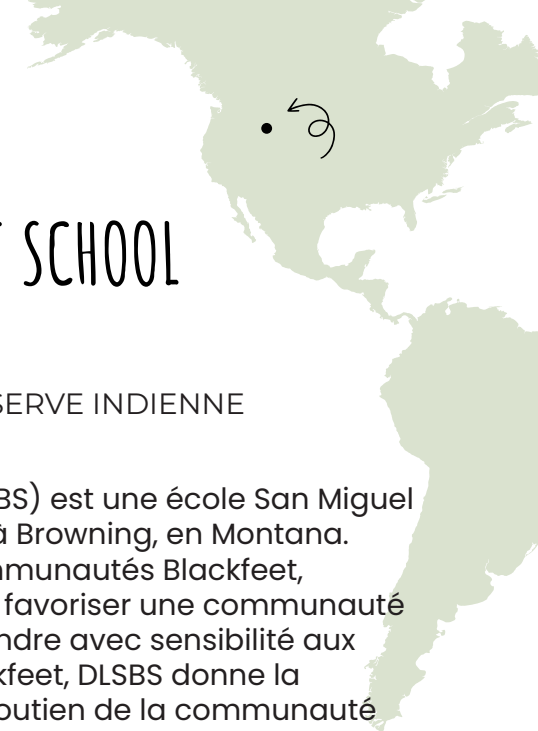 SCHOOL
SERVE INDIENNE
BS) est une école San Miguel
à Browning, en Montana.
mmunautés Blackfeet,
favoriser une communauté
ndre avec sensibilité aux
kfeet, DLSBS donne la
outien de la communauté